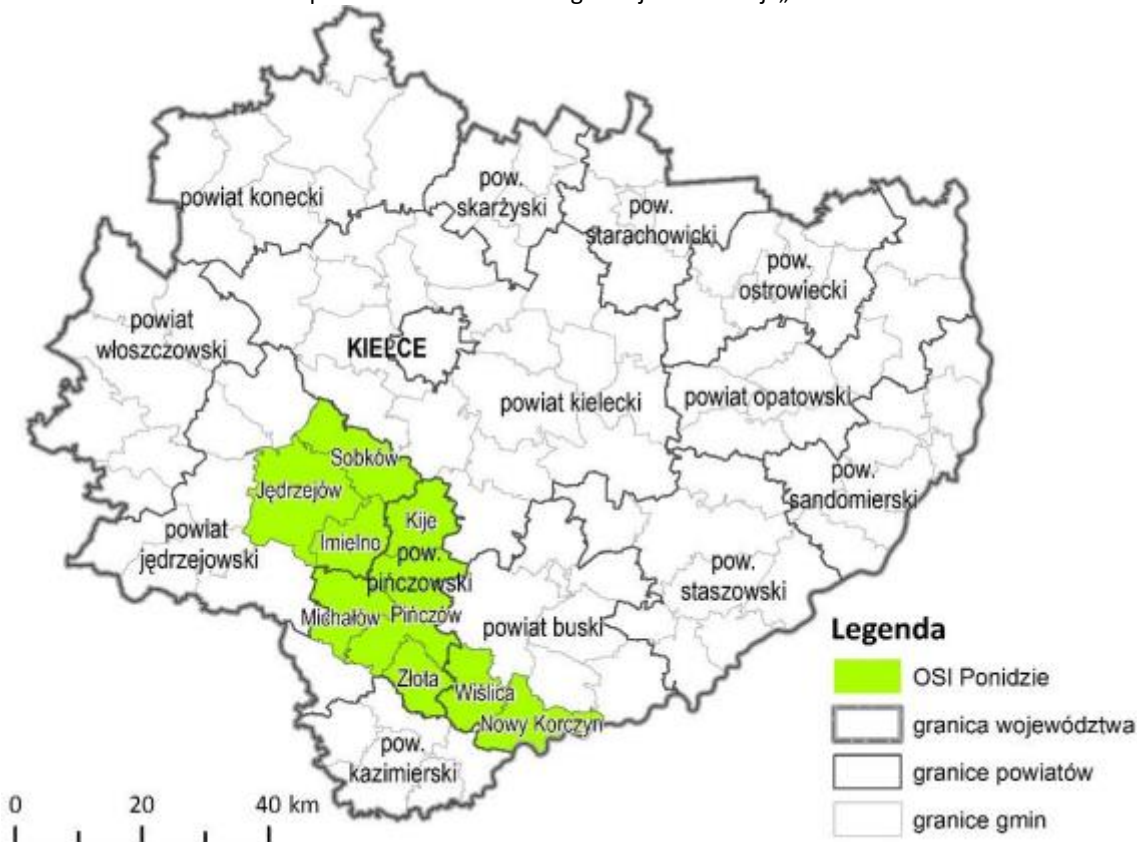 powiat konecki
pow.
skarżyski
pow.
starachowicki
pow.
ostrowiecki
powiat
włoszczowski
KIELCE
powiat kielecki
powiat opatowski
Sobków
Jędrzejów
Kije
pow.
sandomierski
powiat
jędrzejowski
Imielno
pow.
pińczowski
pow.
staszowski
Michałów
Pińczów
powiat buski
Złota
Wiślica
Nowy Korczyn
pow.
kazimierski
Legenda
OSI Ponidzie
granica województwa
granice powiatów
granice gmin
0 20 40 km